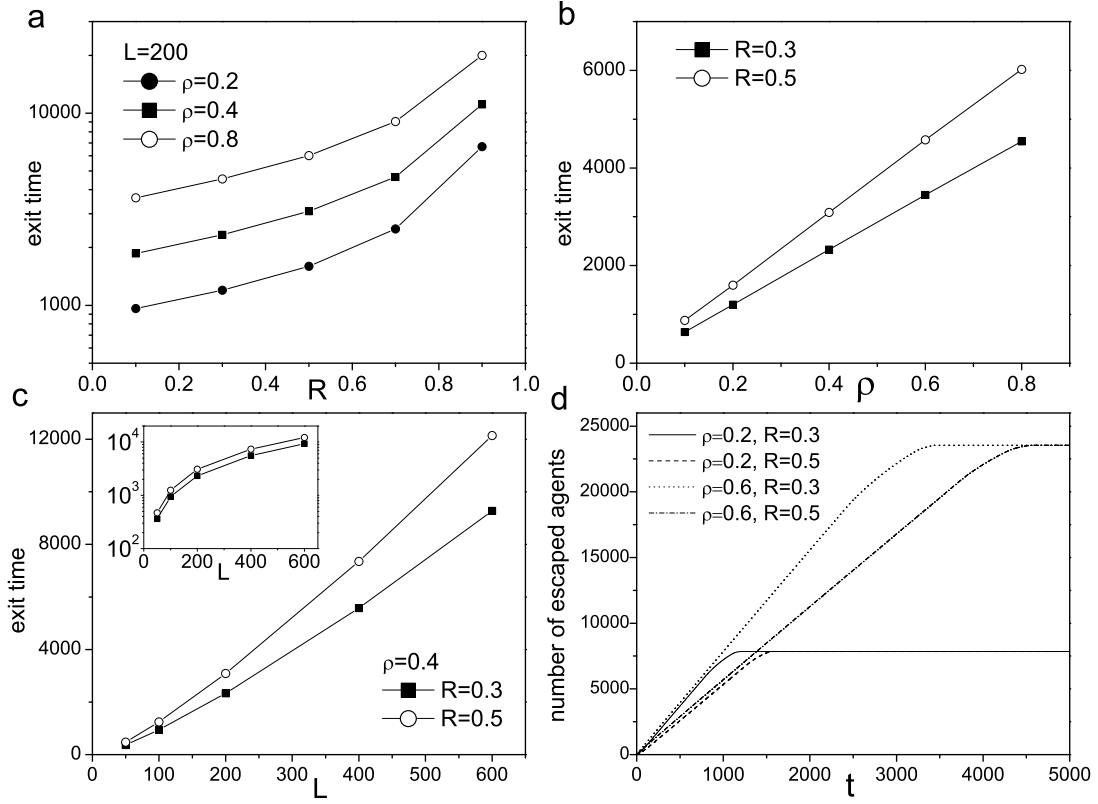 a
L=200
ρ=0.2
ρ=0.4
ρ=0.8
10000
1000
exit time
0.0 0.2 0.4 0.6 0.8 1.0
R
b
R=0.3
R=0.5
6000
4000
2000
0
exit time
0.0 0.2 0.4 0.6 0.8
ρ
c
12000
8000
4000
0
exit time
10^4
10^3
10^2
0 200 400 600
L
ρ=0.4
R=0.3
R=0.5
0 100 200 300 400 500 600
L
d
25000
20000
15000
10000
5000
0
number of escaped agents
ρ=0.2, R=0.3
ρ=0.2, R=0.5
ρ=0.6, R=0.3
ρ=0.6, R=0.5
0 1000 2000 3000 4000 5000
t